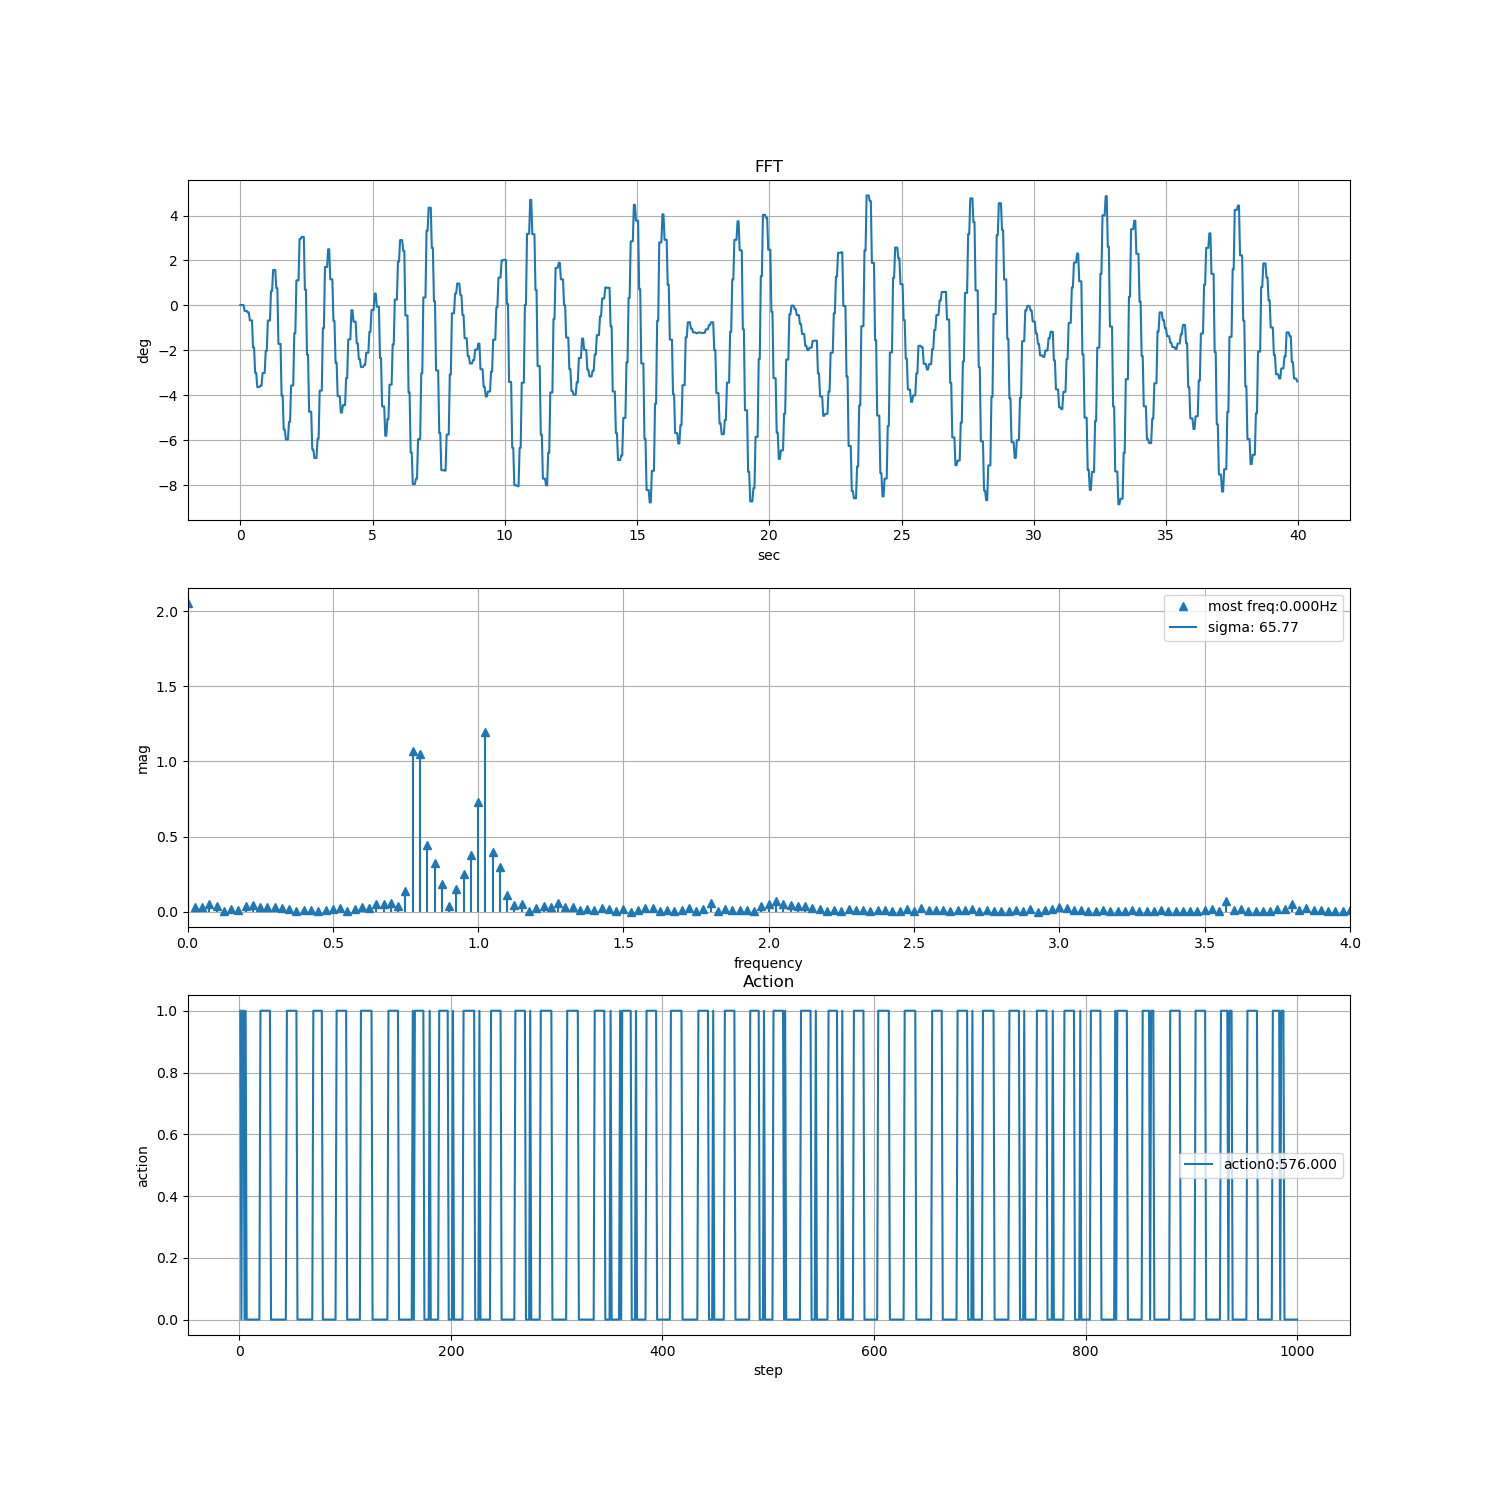 FFT
4
2
0
−2
−4
−6
−8
deg
0 5 10 15 20 25 30 35 40
sec
2.0
1.5
1.0
0.5
0.0
mag
most freq:0.000Hz
sigma: 65.77
0.0 0.5 1.0 1.5 2.0 2.5 3.0 3.5 4.0
frequency
Action
1.0
0.8
0.6
0.4
0.2
0.0
action
action0:576.000
0 200 400 600 800 1000
step